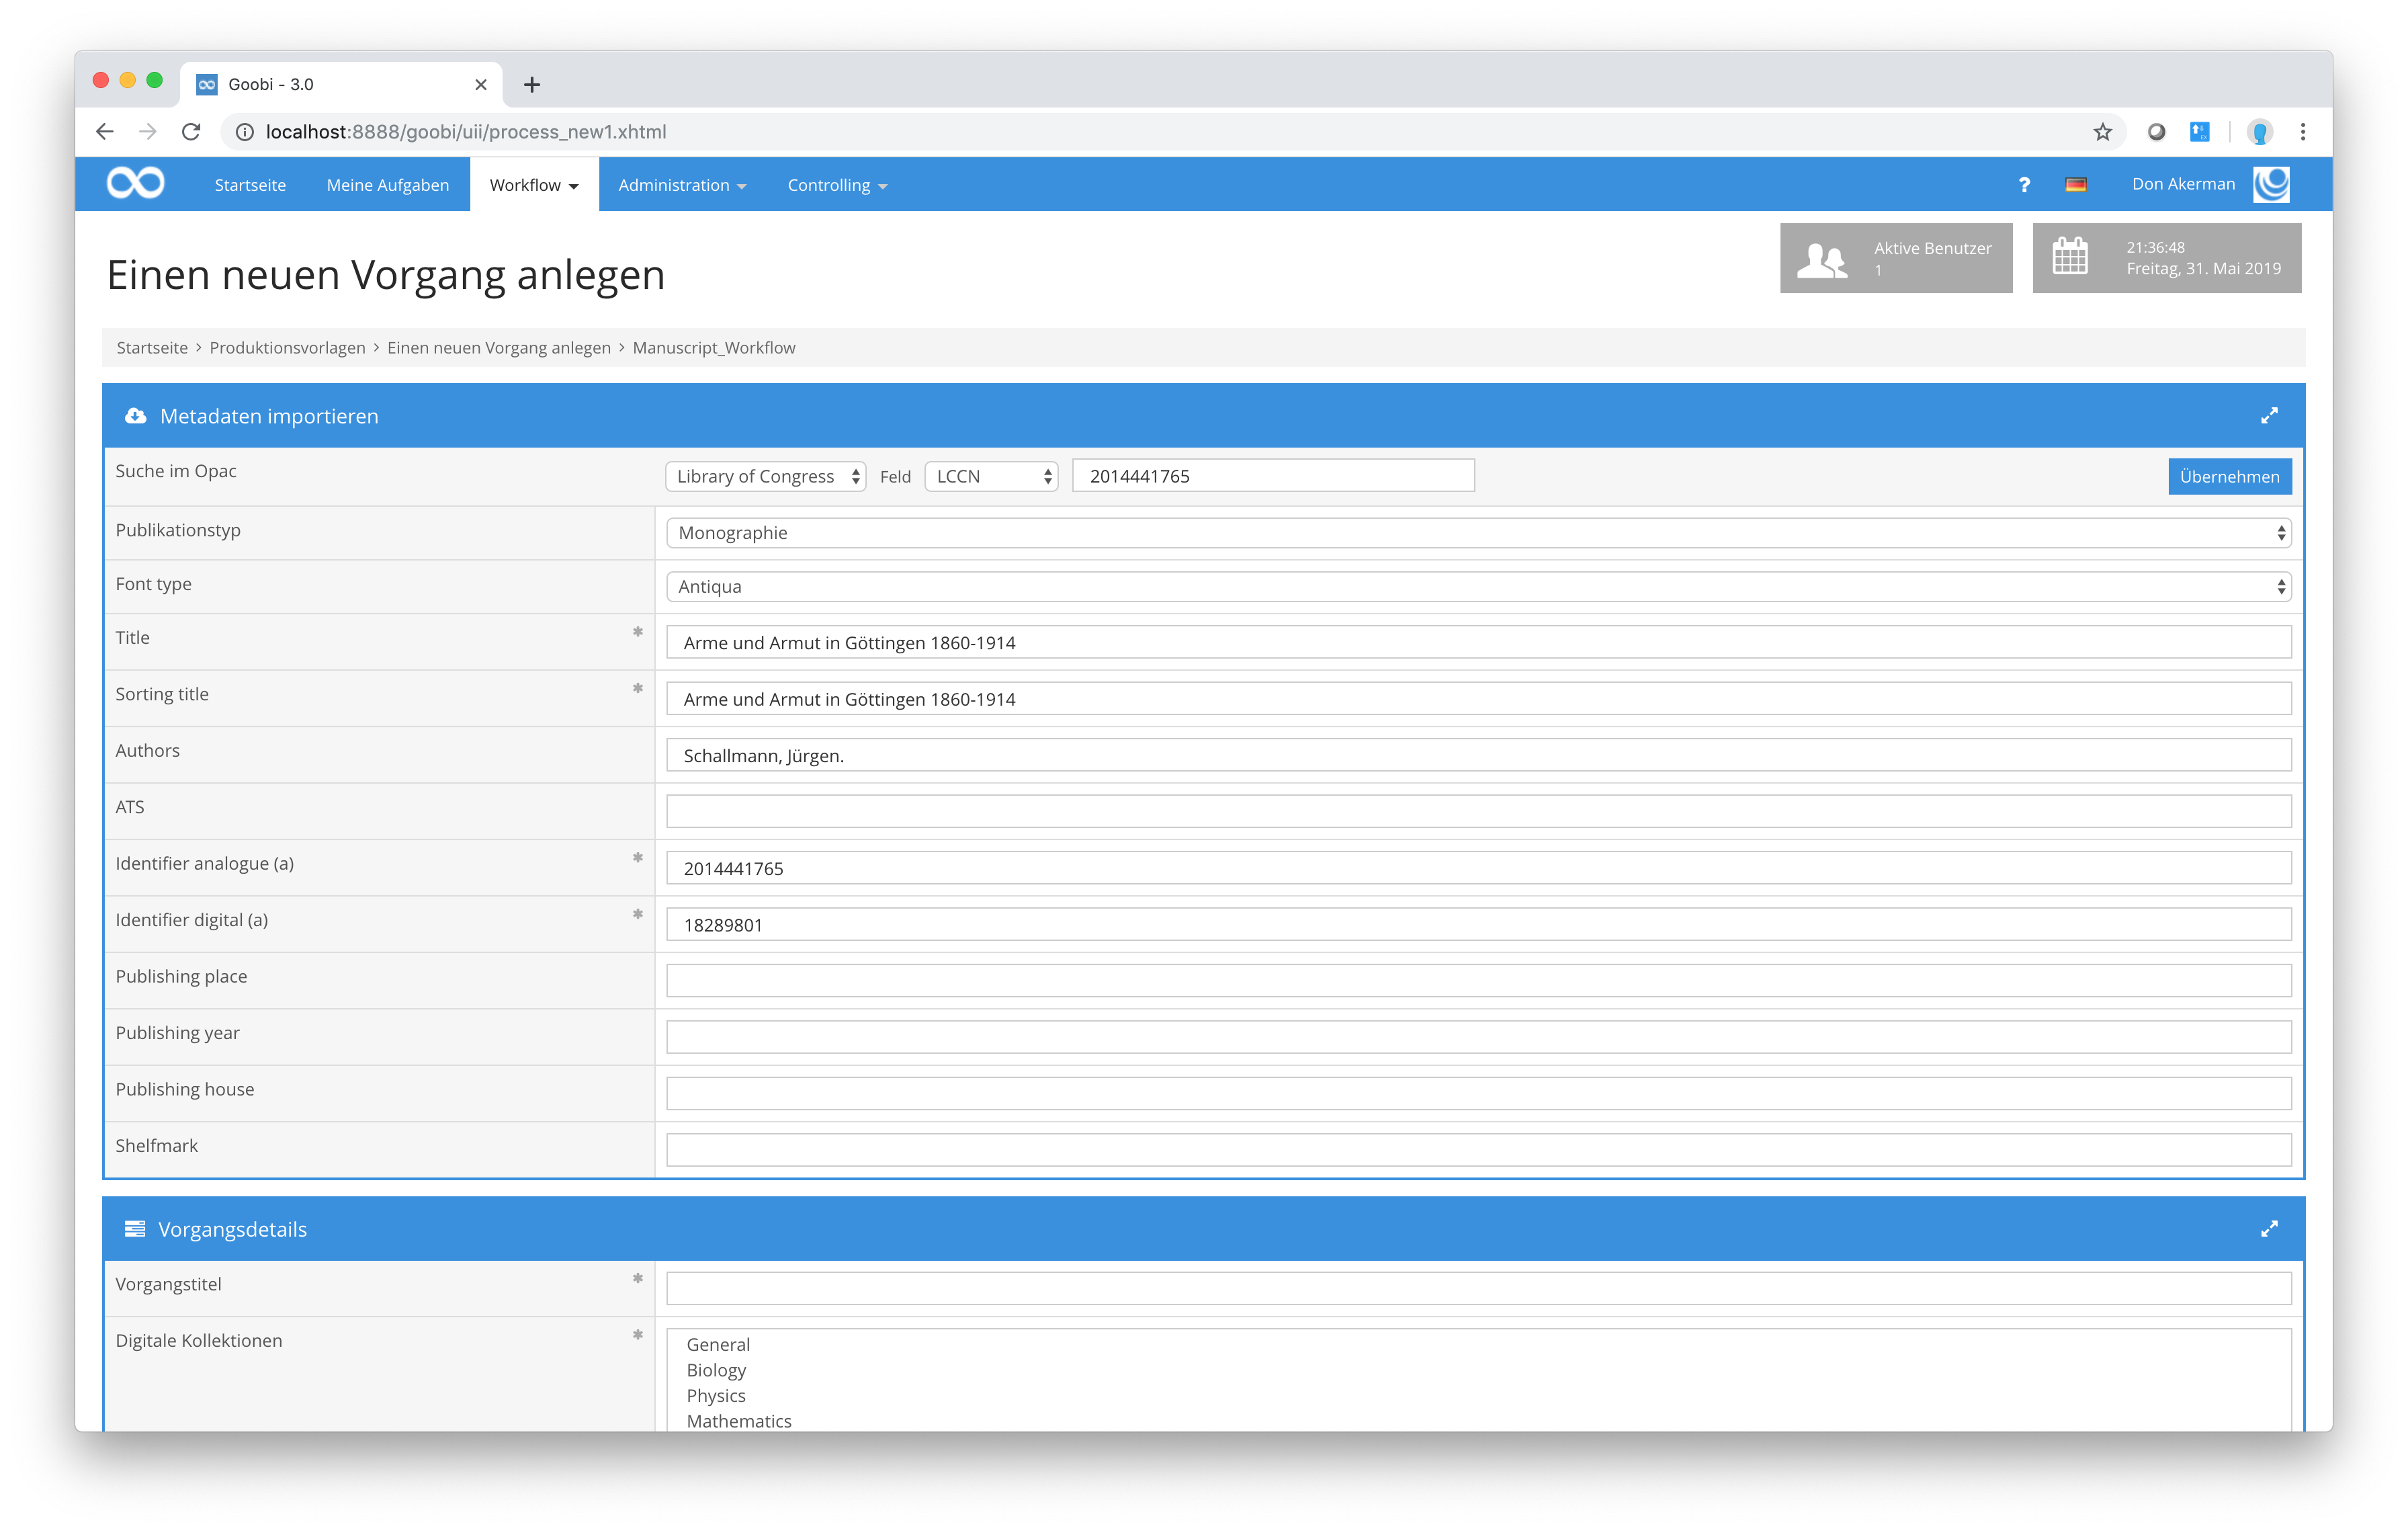 Goobi - 3.0
localhost:8888/goobi/uii/process_new1.xhtml
Startseite Meine Aufgaben Workflow Administration Controlling ? Don Akerman
Einen neuen Vorgang anlegen
Aktive Benutzer
1
21:36:48
Freitag, 31. Mai 2019
Startseite > Produktionsvorlagen > Einen neuen Vorgang anlegen > Manuscript_Workflow
Metadaten importieren
Suche im Opac Library of Congress Feld LCCN 2014441765 Übernehmen
Publikationstyp Monographie
Font type Antiqua
Title * Arme und Armut in Göttingen 1860-1914
Sorting title * Arme und Armut in Göttingen 1860-1914
Authors Schallmann, Jürgen.
ATS
Identifier analogue (a) * 2014441765
Identifier digital (a) * 18289801
Publishing place
Publishing year
Publishing house
Shelfmark
Vorgangsdetails
Vorgangstitel *
Digitale Kollektionen * General
Biology
Physics
Mathematics